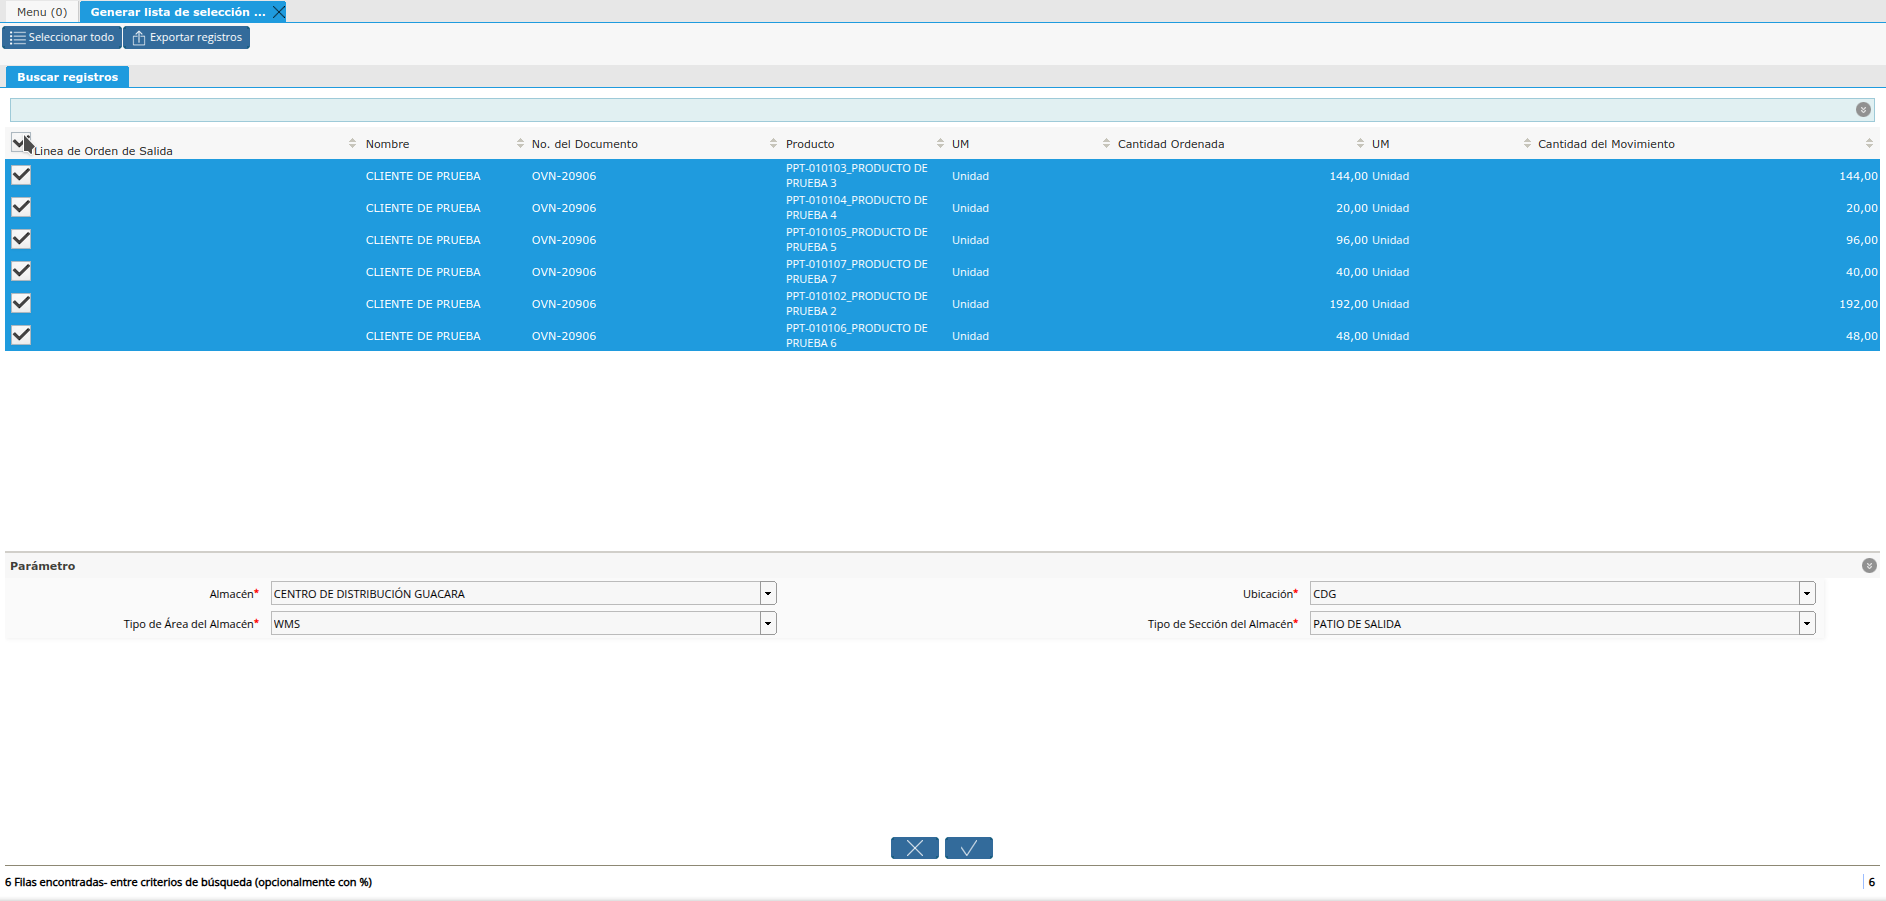 Menu (0) Generar lista de selección ...
Seleccionar todo Exportar registros
Buscar registros
Linea de Orden de Salida Nombre No. del Documento Producto UM Cantidad Ordenada UM Cantidad del Movimiento
CLIENTE DE PRUEBA OVN-20906 PPT-010103_PRODUCTO DE PRUEBA 3 Unidad 144,00 Unidad 144,00
CLIENTE DE PRUEBA OVN-20906 PPT-010104_PRODUCTO DE PRUEBA 4 Unidad 20,00 Unidad 20,00
CLIENTE DE PRUEBA OVN-20906 PPT-010105_PRODUCTO DE PRUEBA 5 Unidad 96,00 Unidad 96,00
CLIENTE DE PRUEBA OVN-20906 PPT-010107_PRODUCTO DE PRUEBA 7 Unidad 40,00 Unidad 40,00
CLIENTE DE PRUEBA OVN-20906 PPT-010102_PRODUCTO DE PRUEBA 2 Unidad 192,00 Unidad 192,00
CLIENTE DE PRUEBA OVN-20906 PPT-010106_PRODUCTO DE PRUEBA 6 Unidad 48,00 Unidad 48,00
Parámetro
Almacén* CENTRO DE DISTRIBUCIÓN GUACARA Ubicación* CDG
Tipo de Área del Almacén* WMS Tipo de Sección del Almacén* PATIO DE SALIDA
6 Filas encontradas- entre criterios de búsqueda (opcionalmente con %) 6